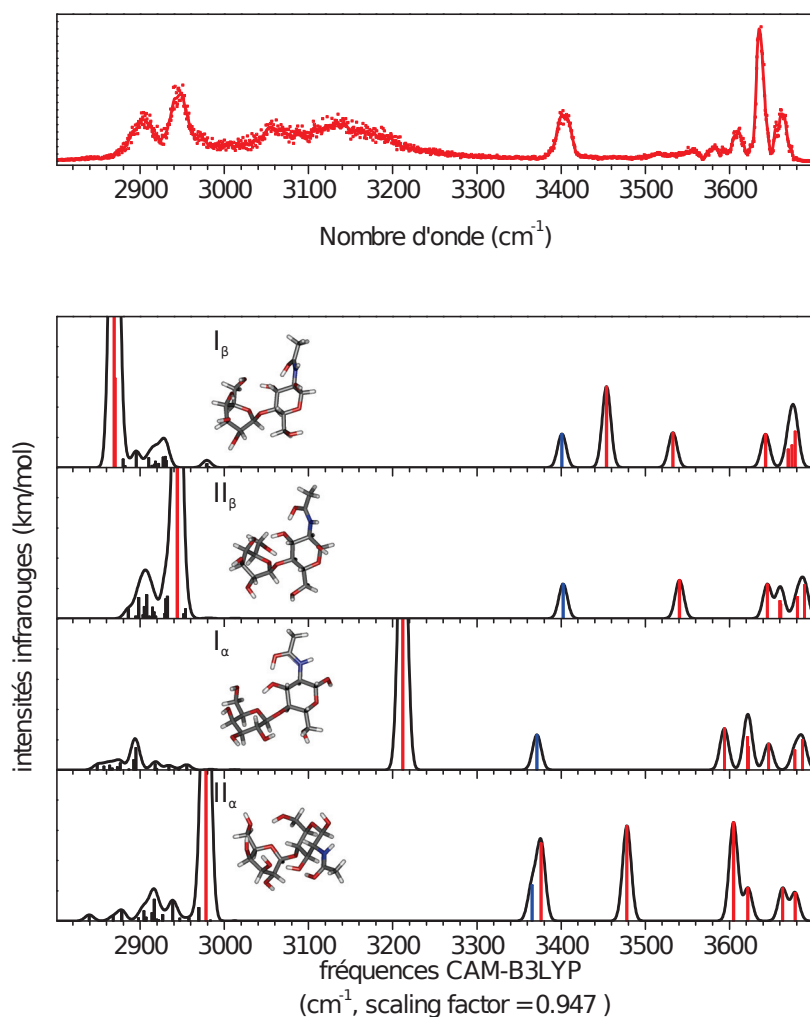 2900 3000 3100 3200 3300 3400 3500 3600
Nombre d'onde (cm-1)
Iβ
IIβ
Iα
IIα
intensités infrarouges (km/mol)
2900 3000 3100 3200 3300 3400 3500 3600
fréquences CAM-B3LYP
(cm-1, scaling factor = 0.947 )